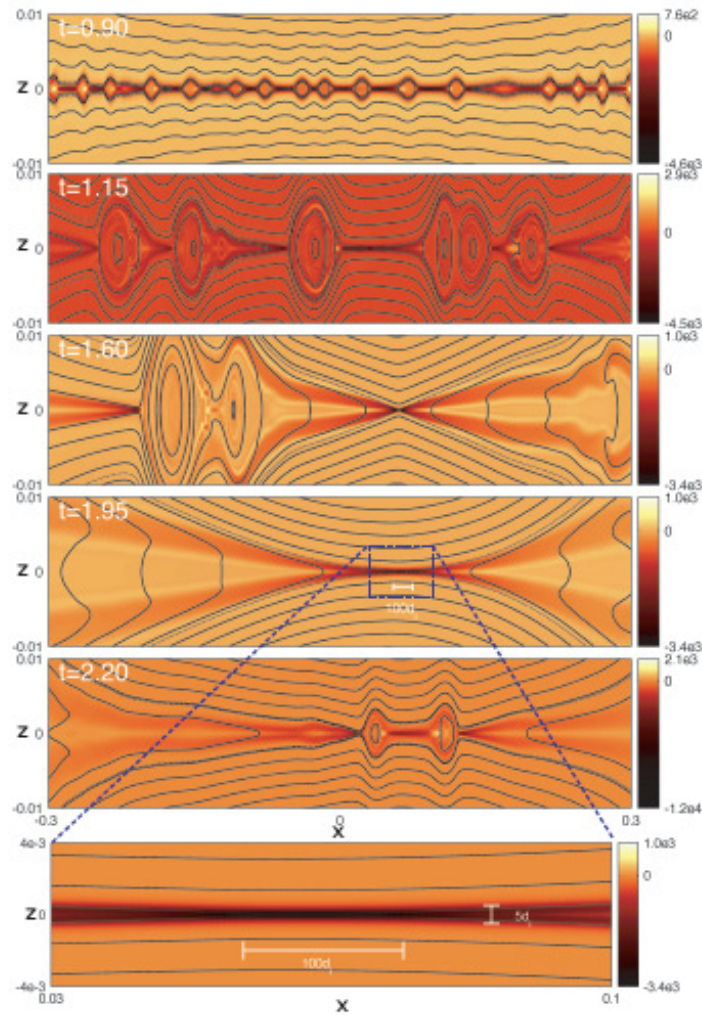 0.01 t=0.90 7.6e2
0
z 0
-0.01 -4.6e3
0.01 t=1.15 2.9e3
0
z 0
-0.01 -4.5e3
0.01 t=1.60 1.0e3
0
z 0
-0.01 -3.4e3
0.01 t=1.95 1.0e3
0
z 0
100dᵢ
-0.01 -3.4e3
0.01 t=2.20 2.1e3
0
z 0
-0.01 -1.2e4
-0.3 0 0.3
x
4e-3 1.0e3
0
z 0 5dᵢ
100dᵢ
-4e-3 -3.4e3
0.03 0.1
x